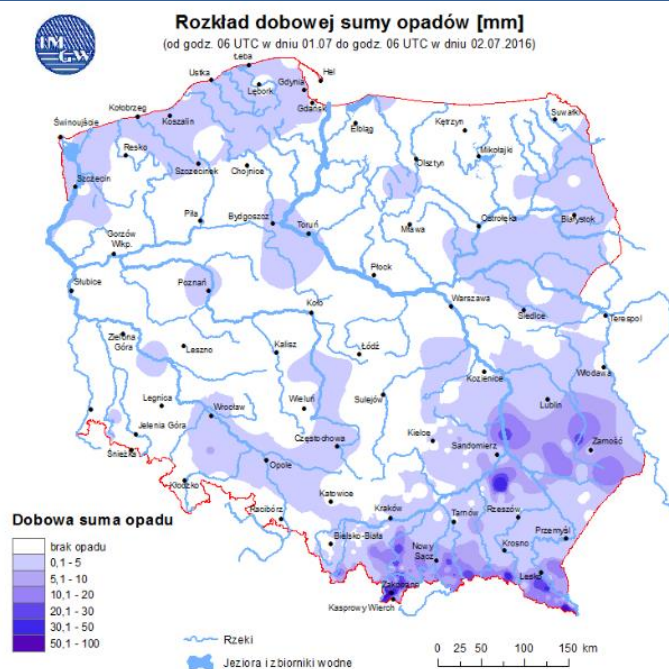 IM
GW
Rozkład dobowej sumy opadów [mm]
(od godz. 06 UTC w dniu 01.07 do godz. 06 UTC w dniu 02.07.2016)
Łeba
Hel
Ustka
Gdynia
Lębork
Gdańsk
Suwałki
Kołobrzeg
Koszalin
Świnoujście
Elbląg
Kętrzyn
Resko
Mikołajki
Szczecinek
Chojnice
Olsztyn
Szczecin
Piła
Bydgoszcz
Toruń
Mława
Ostrołęka
Białystok
Gorzów
Wlkp.
Płock
Słubice
Poznań
Koło
Warszawa
Siedlce
Terespol
Zielona
Góra
Leszno
Kalisz
Łódź
Kozienice
Włodawa
Legnica
Wrocław
Wieluń
Sulejów
Lublin
Jelenia Góra
Kielce
Sandomierz
Zamość
Śnieżka
Częstochowa
Opole
Kłodzko
Katowice
Racibórz
Kraków
Tarnów
Rzeszów
Przemyśl
Bielsko-Biała
Nowy
Sącz
Krosno
Lesko
Zakopane
Kasprowy Wierch
Dobowa suma opadu
brak opadu
0,1 - 5
5,1 - 10
10,1 - 20
20,1 - 30
30,1 - 50
50,1 - 100
Rzeki
Jeziora i zbiorniki wodne
0 25 50 100 150 km